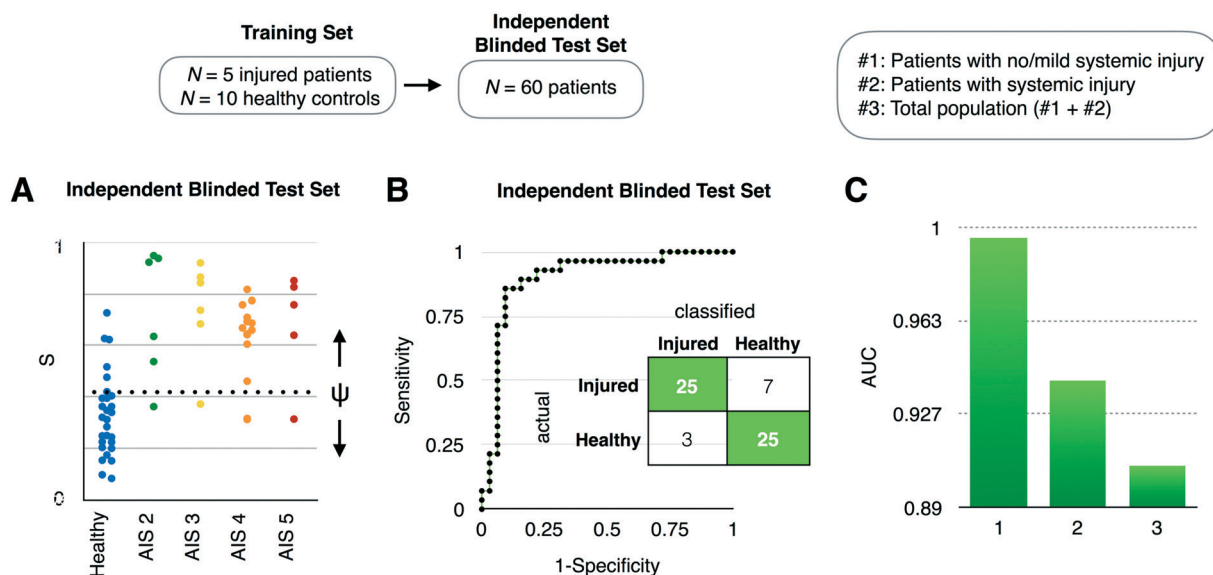 Training Set
N = 5 injured patients
N = 10 healthy controls
Independent
Blinded Test Set
N = 60 patients
#1: Patients with no/mild systemic injury
#2: Patients with systemic injury
#3: Total population (#1 + #2)
A
Independent Blinded Test Set
1
S
0
ψ
Healthy
AIS 2
AIS 3
AIS 4
AIS 5
B
Independent Blinded Test Set
1
0.75
0.5
0.25
0
Sensitivity
0
0.25
0.5
0.75
1
1-Specificity
classified
Injured
Healthy
actual
Injured
25
7
Healthy
3
25
C
1
0.963
0.927
0.89
AUC
1
2
3